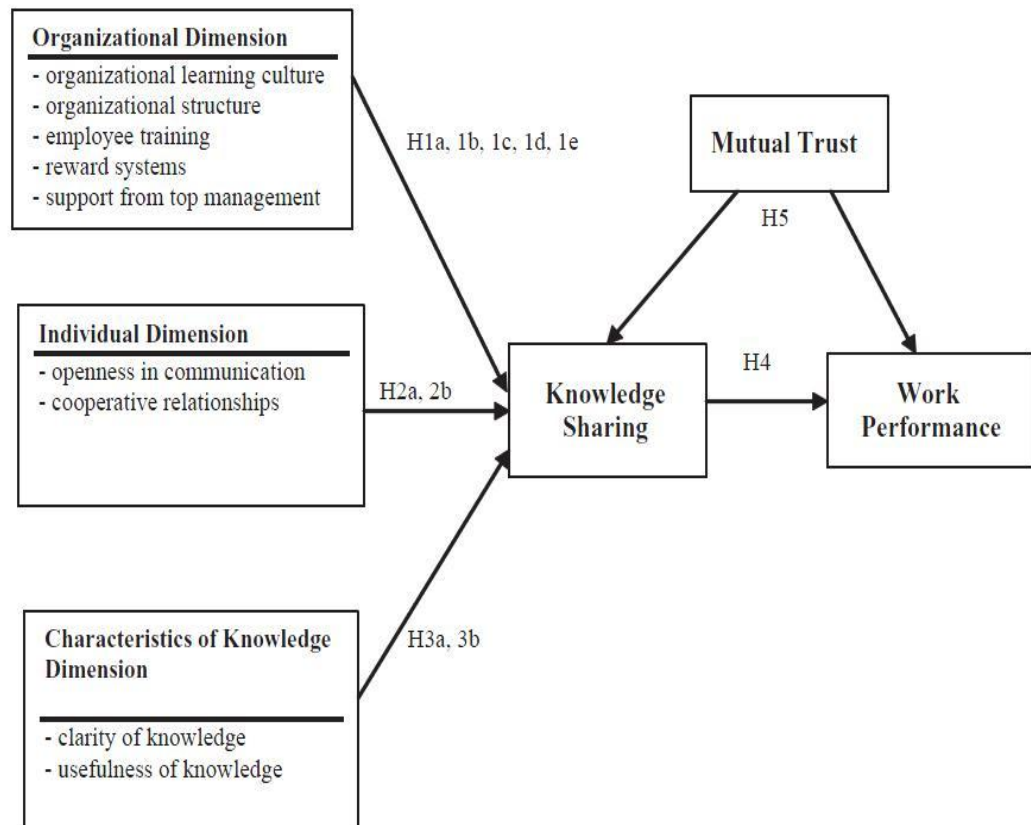 Organizational Dimension
- organizational learning culture
- organizational structure
- employee training
- reward systems
- support from top management
H1a, 1b, 1c, 1d, 1e
Mutual Trust
H5
Individual Dimension
- openness in communication
- cooperative relationships
H2a, 2b
Knowledge
Sharing
H4
Work
Performance
Characteristics of Knowledge
Dimension
- clarity of knowledge
- usefulness of knowledge
H3a, 3b